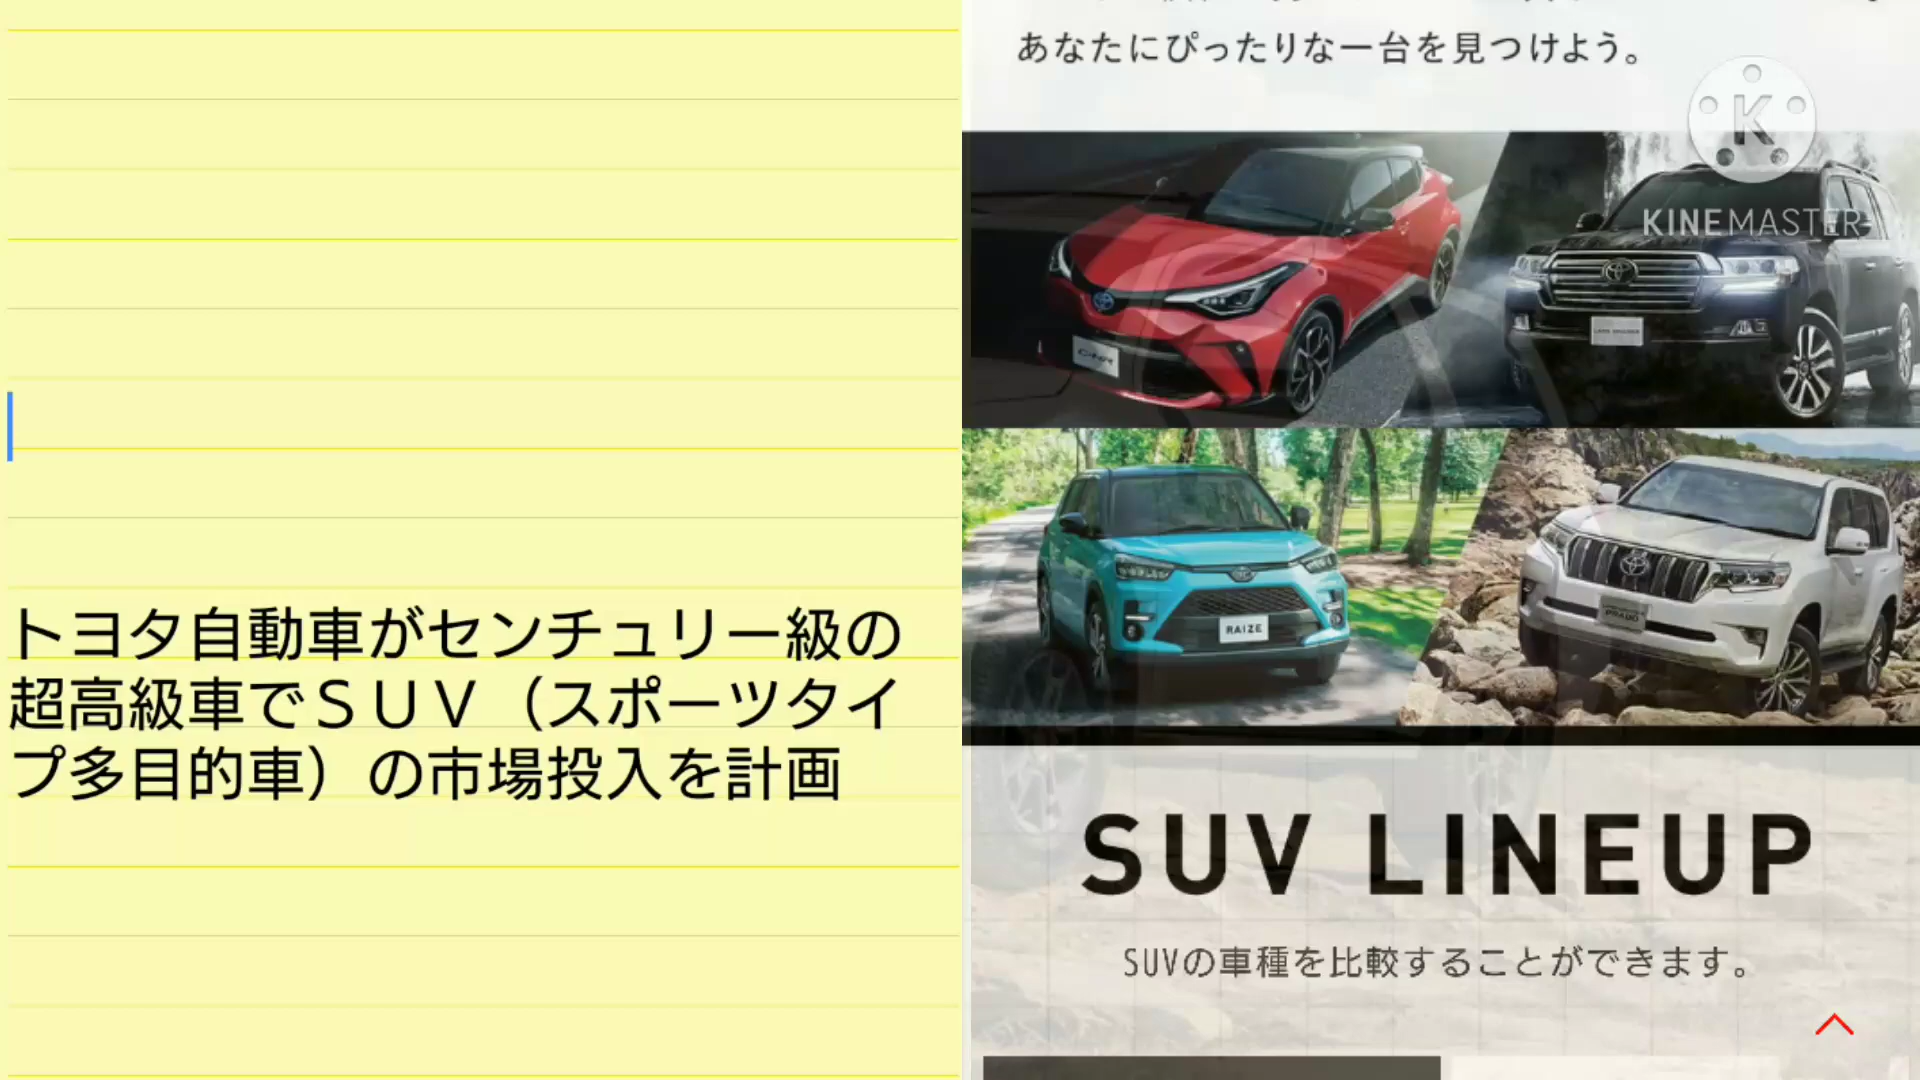 トヨタ自動車がセンチュリー級の
超高級車でＳＵＶ（スポーツタイ
プ多目的車）の市場投入を計画
あなたにぴったりな一台を見つけよう。
K
KINEMASTER
C-HR
RAIZE
PRADO
SUV LINEUP
SUVの車種を比較することができます。